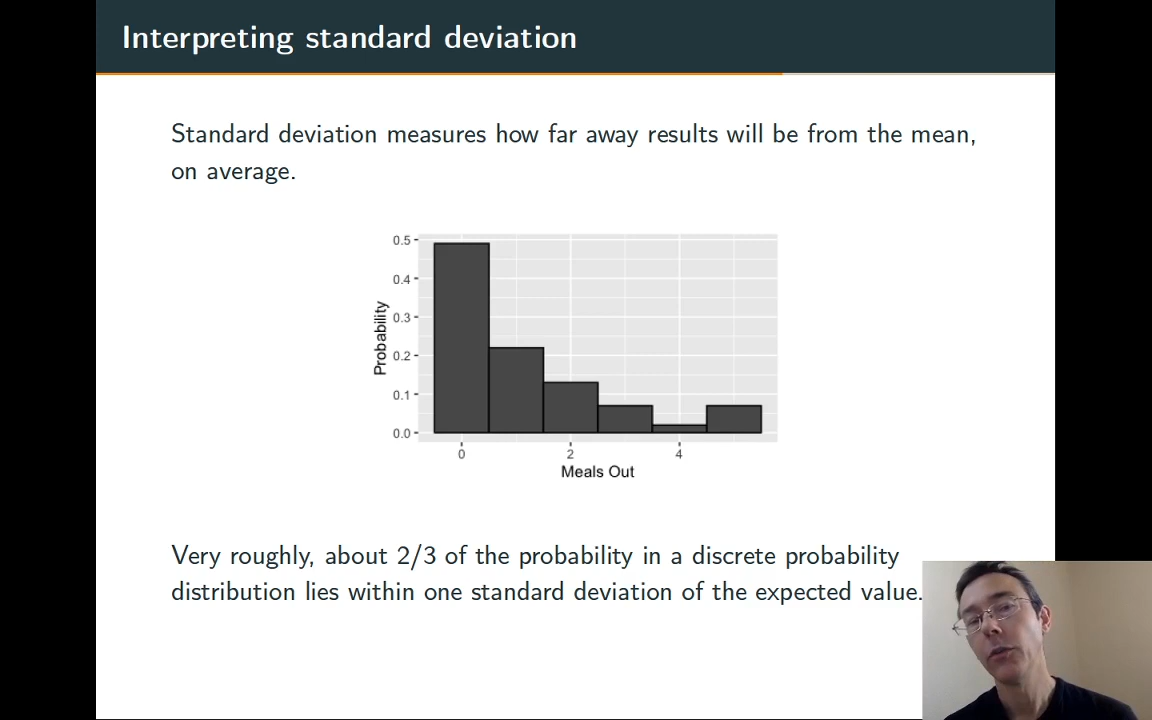 Interpreting standard deviation
Standard deviation measures how far away results will be from the mean,
on average.
0.5
0.4
0.3
0.2
0.1
0.0
Probability
0 2 4
Meals Out
Very roughly, about 2/3 of the probability in a discrete probability
distribution lies within one standard deviation of the expected value.